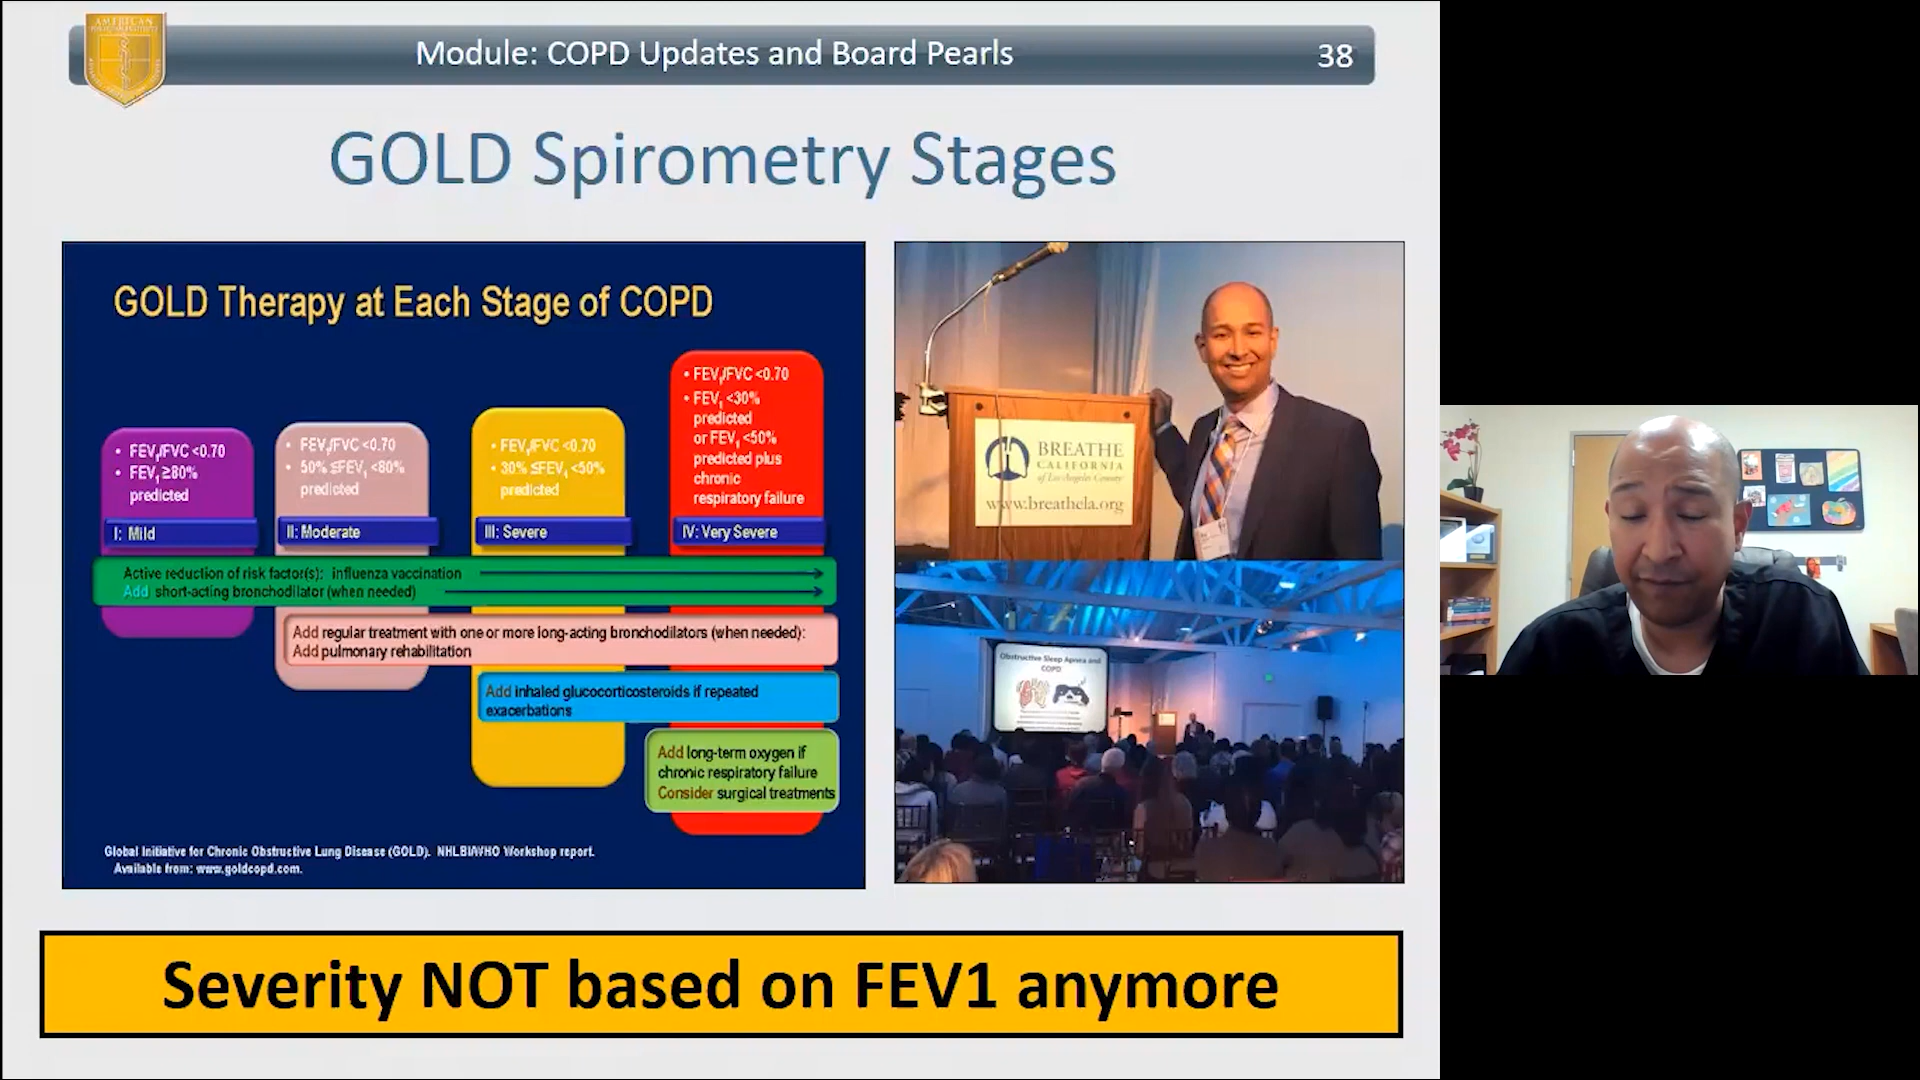 AMERICAN
Module: COPD Updates and Board Pearls
38
GOLD Spirometry Stages
GOLD Therapy at Each Stage of COPD
• FEV₁/FVC <0.70
• FEV₁ ≥80%
predicted
I: Mild
• FEV₁/FVC <0.70
• 50% ≤FEV₁ <80%
predicted
II: Moderate
• FEV₁/FVC <0.70
• 30% ≤FEV₁ <50%
predicted
III: Severe
• FEV₁/FVC <0.70
• FEV₁ <30%
predicted
or FEV₁ <50%
predicted plus
chronic
respiratory failure
IV: Very Severe
Active reduction of risk factor(s): influenza vaccination
Add short-acting bronchodilator (when needed)
Add regular treatment with one or more long-acting bronchodilators (when needed):
Add pulmonary rehabilitation
Add inhaled glucocorticosteroids if repeated
exacerbations
Add long-term oxygen if
chronic respiratory failure
Consider surgical treatments
Global Initiative for Chronic Obstructive Lung Disease (GOLD). NHLBI/WHO Workshop report.
Available from: www.goldcopd.com.
BREATHE
CALIFORNIA
of Los Angeles County
www.breathela.org
Obstructive Sleep Apnea and
COPD
Severity NOT based on FEV1 anymore